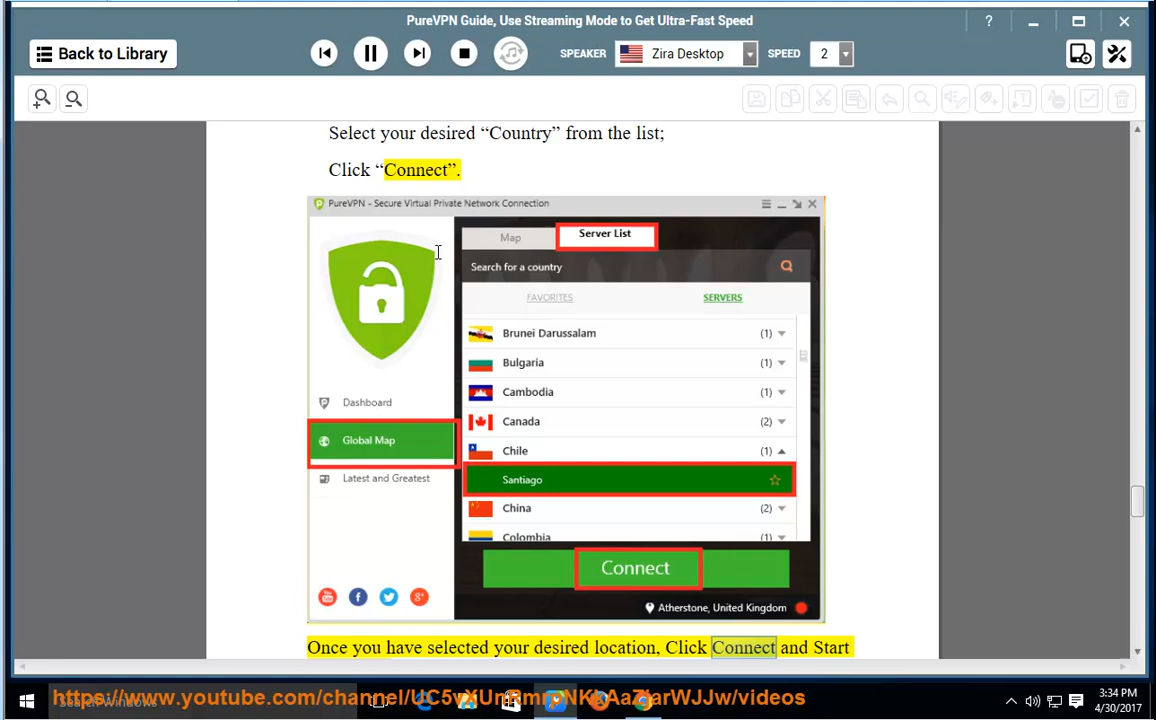 PureVPN Guide, Use Streaming Mode to Get Ultra-Fast Speed
?
Back to Library
SPEAKER Zira Desktop SPEED 2
Select your desired “Country” from the list;
Click “Connect”.
PureVPN - Secure Virtual Private Network Connection
Map Server List
Search for a country
FAVORITES SERVERS
Brunei Darussalam (1)
Bulgaria (1)
Cambodia (1)
Canada (2)
Chile (1)
Santiago
China (2)
Colombia (1)
Dashboard
Global Map
Latest and Greatest
Connect
Atherstone, United Kingdom
Once you have selected your desired location, Click Connect and Start
Search Windows
3:34 PM
4/30/2017